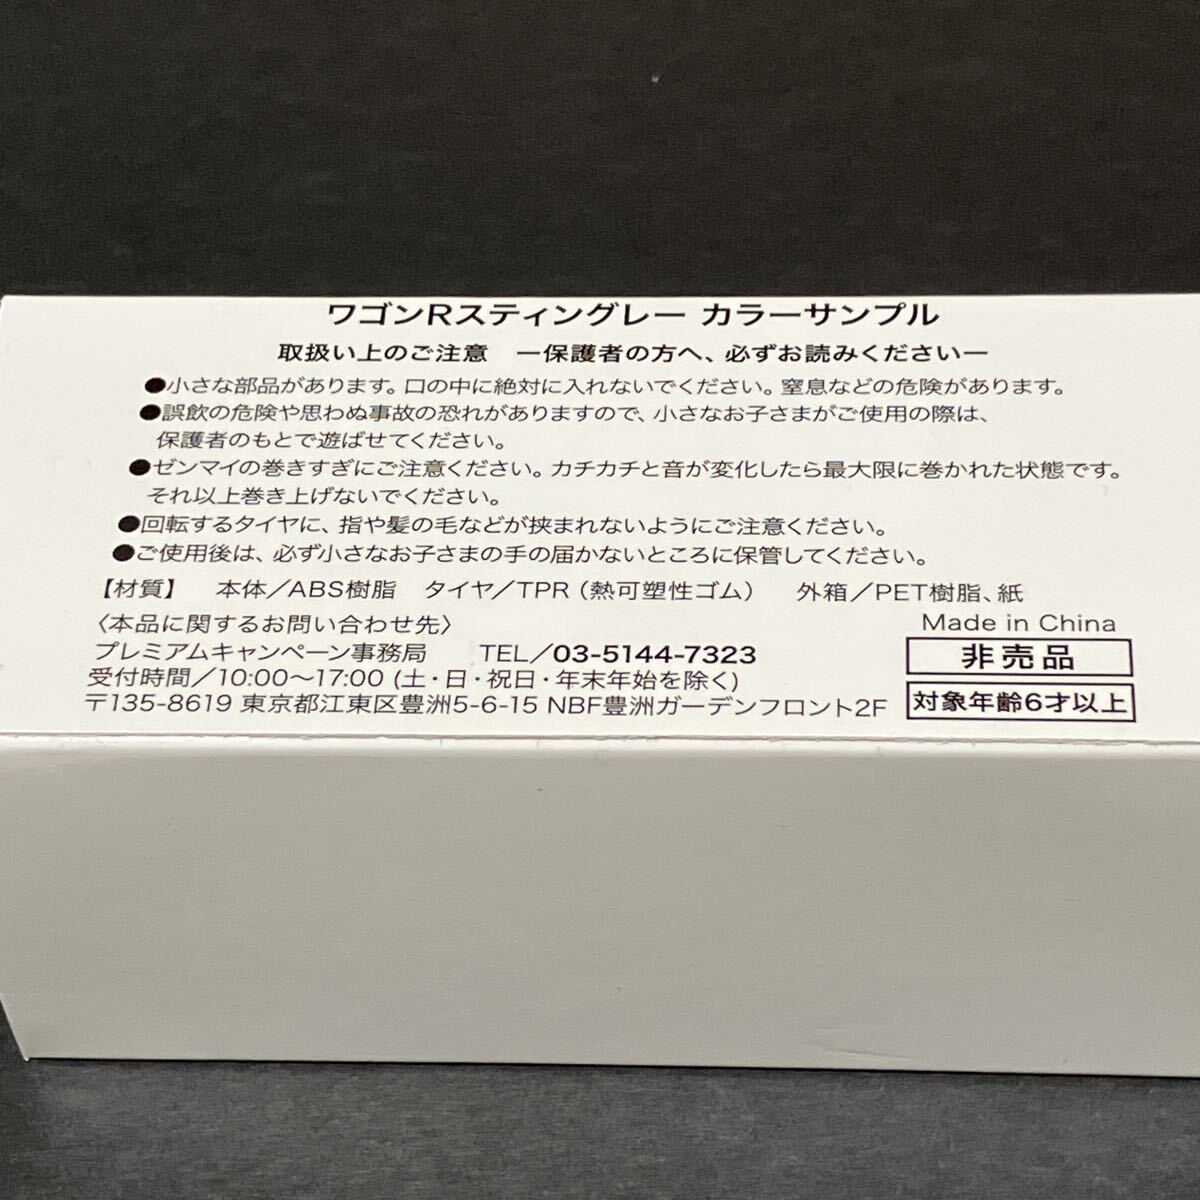 ワゴンRスティングレー カラーサンプル
取扱い上のご注意 ー保護者の方へ、必ずお読みくださいー
●小さな部品があります。口の中に絶対に入れないでください。窒息などの危険があります。
●誤飲の危険や思わぬ事故の恐れがありますので、小さなお子さまがご使用の際は、
保護者のもとで遊ばせてください。
●ゼンマイの巻きすぎにご注意ください。カチカチと音が変化したら最大限に巻かれた状態です。
それ以上巻き上げないでください。
●回転するタイヤに、指や髪の毛などが挟まれないようにご注意ください。
●ご使用後は、必ず小さなお子さまの手の届かないところに保管してください。
【材質】 本体／ABS樹脂 タイヤ／TPR（熱可塑性ゴム） 外箱／PET樹脂、紙
〈本品に関するお問い合わせ先〉 Made in China
プレミアムキャンペーン事務局 TEL／03-5144-7323 非売品
受付時間／10:00〜17:00 (土・日・祝日・年末年始を除く)
〒135-8619 東京都江東区豊洲5-6-15 NBF豊洲ガーデンフロント2F 対象年齢6才以上